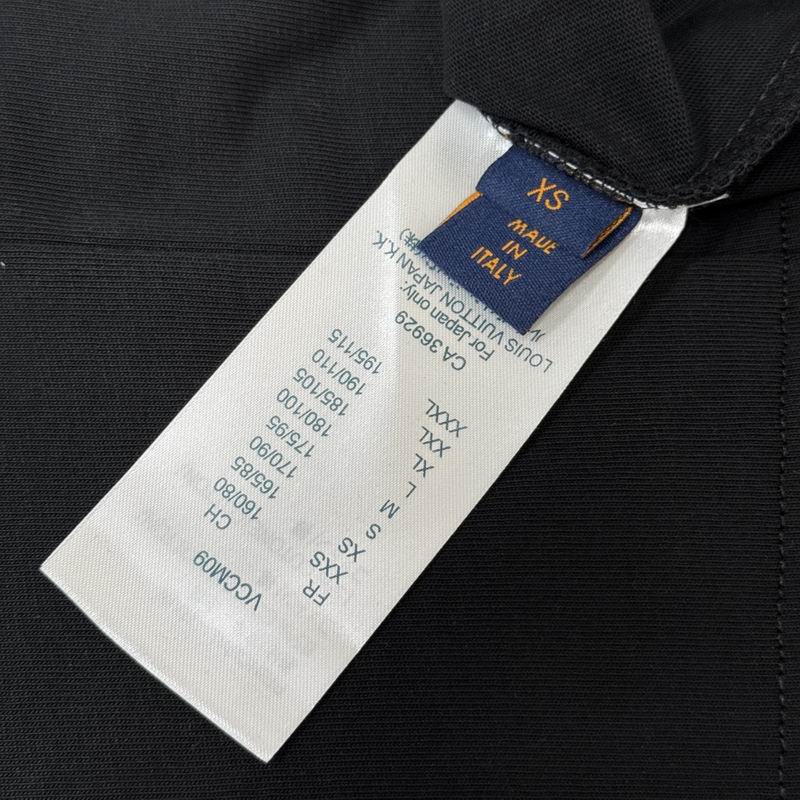 XS
MADE
IN
ITALY
VCCM09
FR CH
XXS 160/80
XS 165/85
S 170/90
M 175/95
L 180/100
XL 185/105
XXL 190/110
XXXL 195/115
CA 36929
For Japan only:
LOUIS VUITTON JAPAN K.K.